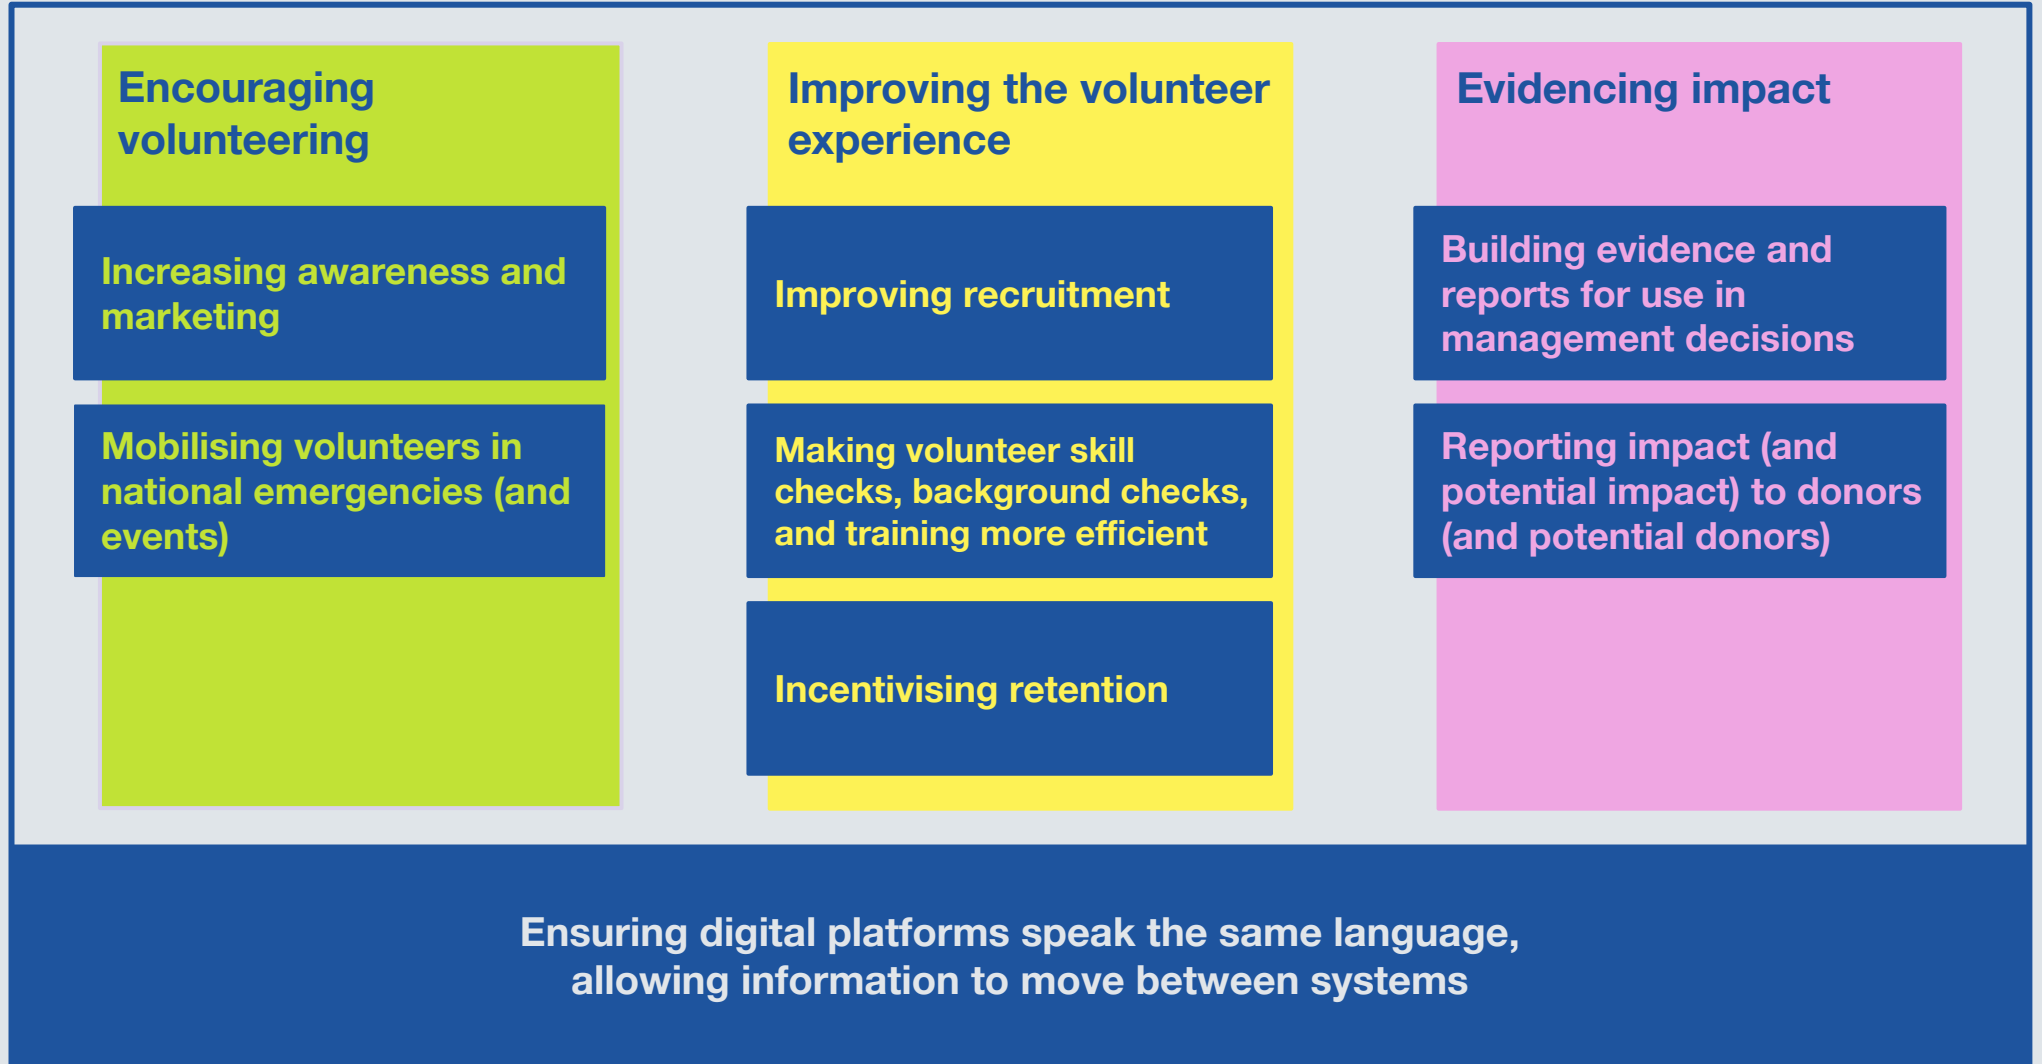 Encouraging
volunteering
Increasing awareness and
marketing
Mobilising volunteers in
national emergencies (and
events)
Improving the volunteer
experience
Improving recruitment
Making volunteer skill
checks, background checks,
and training more efficient
Incentivising retention
Evidencing impact
Building evidence and
reports for use in
management decisions
Reporting impact (and
potential impact) to donors
(and potential donors)
Ensuring digital platforms speak the same language,
allowing information to move between systems